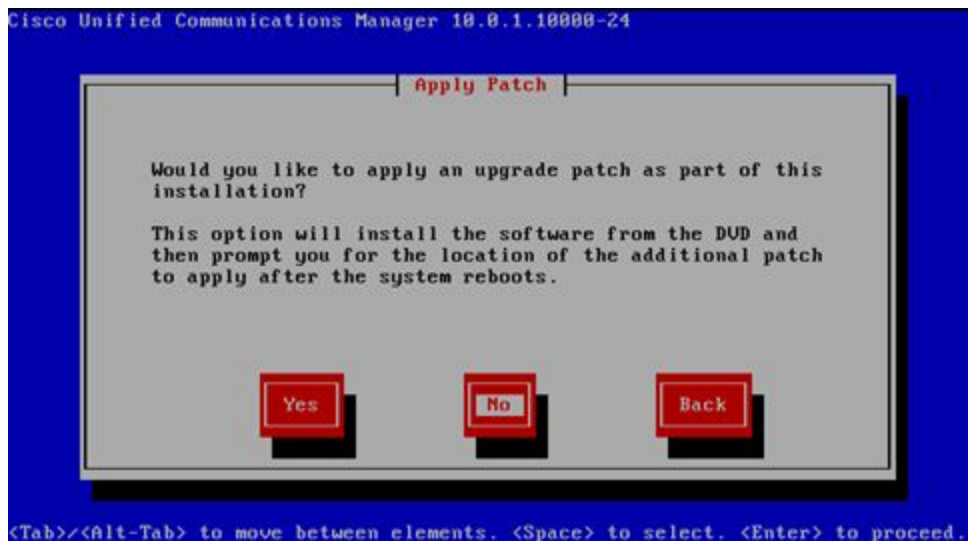 Cisco Unified Communications Manager 10.0.1.10000-24
Apply Patch
Would you like to apply an upgrade patch as part of this
installation?
This option will install the software from the DVD and
then prompt you for the location of the additional patch
to apply after the system reboots.
Yes No Back
<Tab>/<Alt-Tab> to move between elements. <Space> to select. <Enter> to proceed.